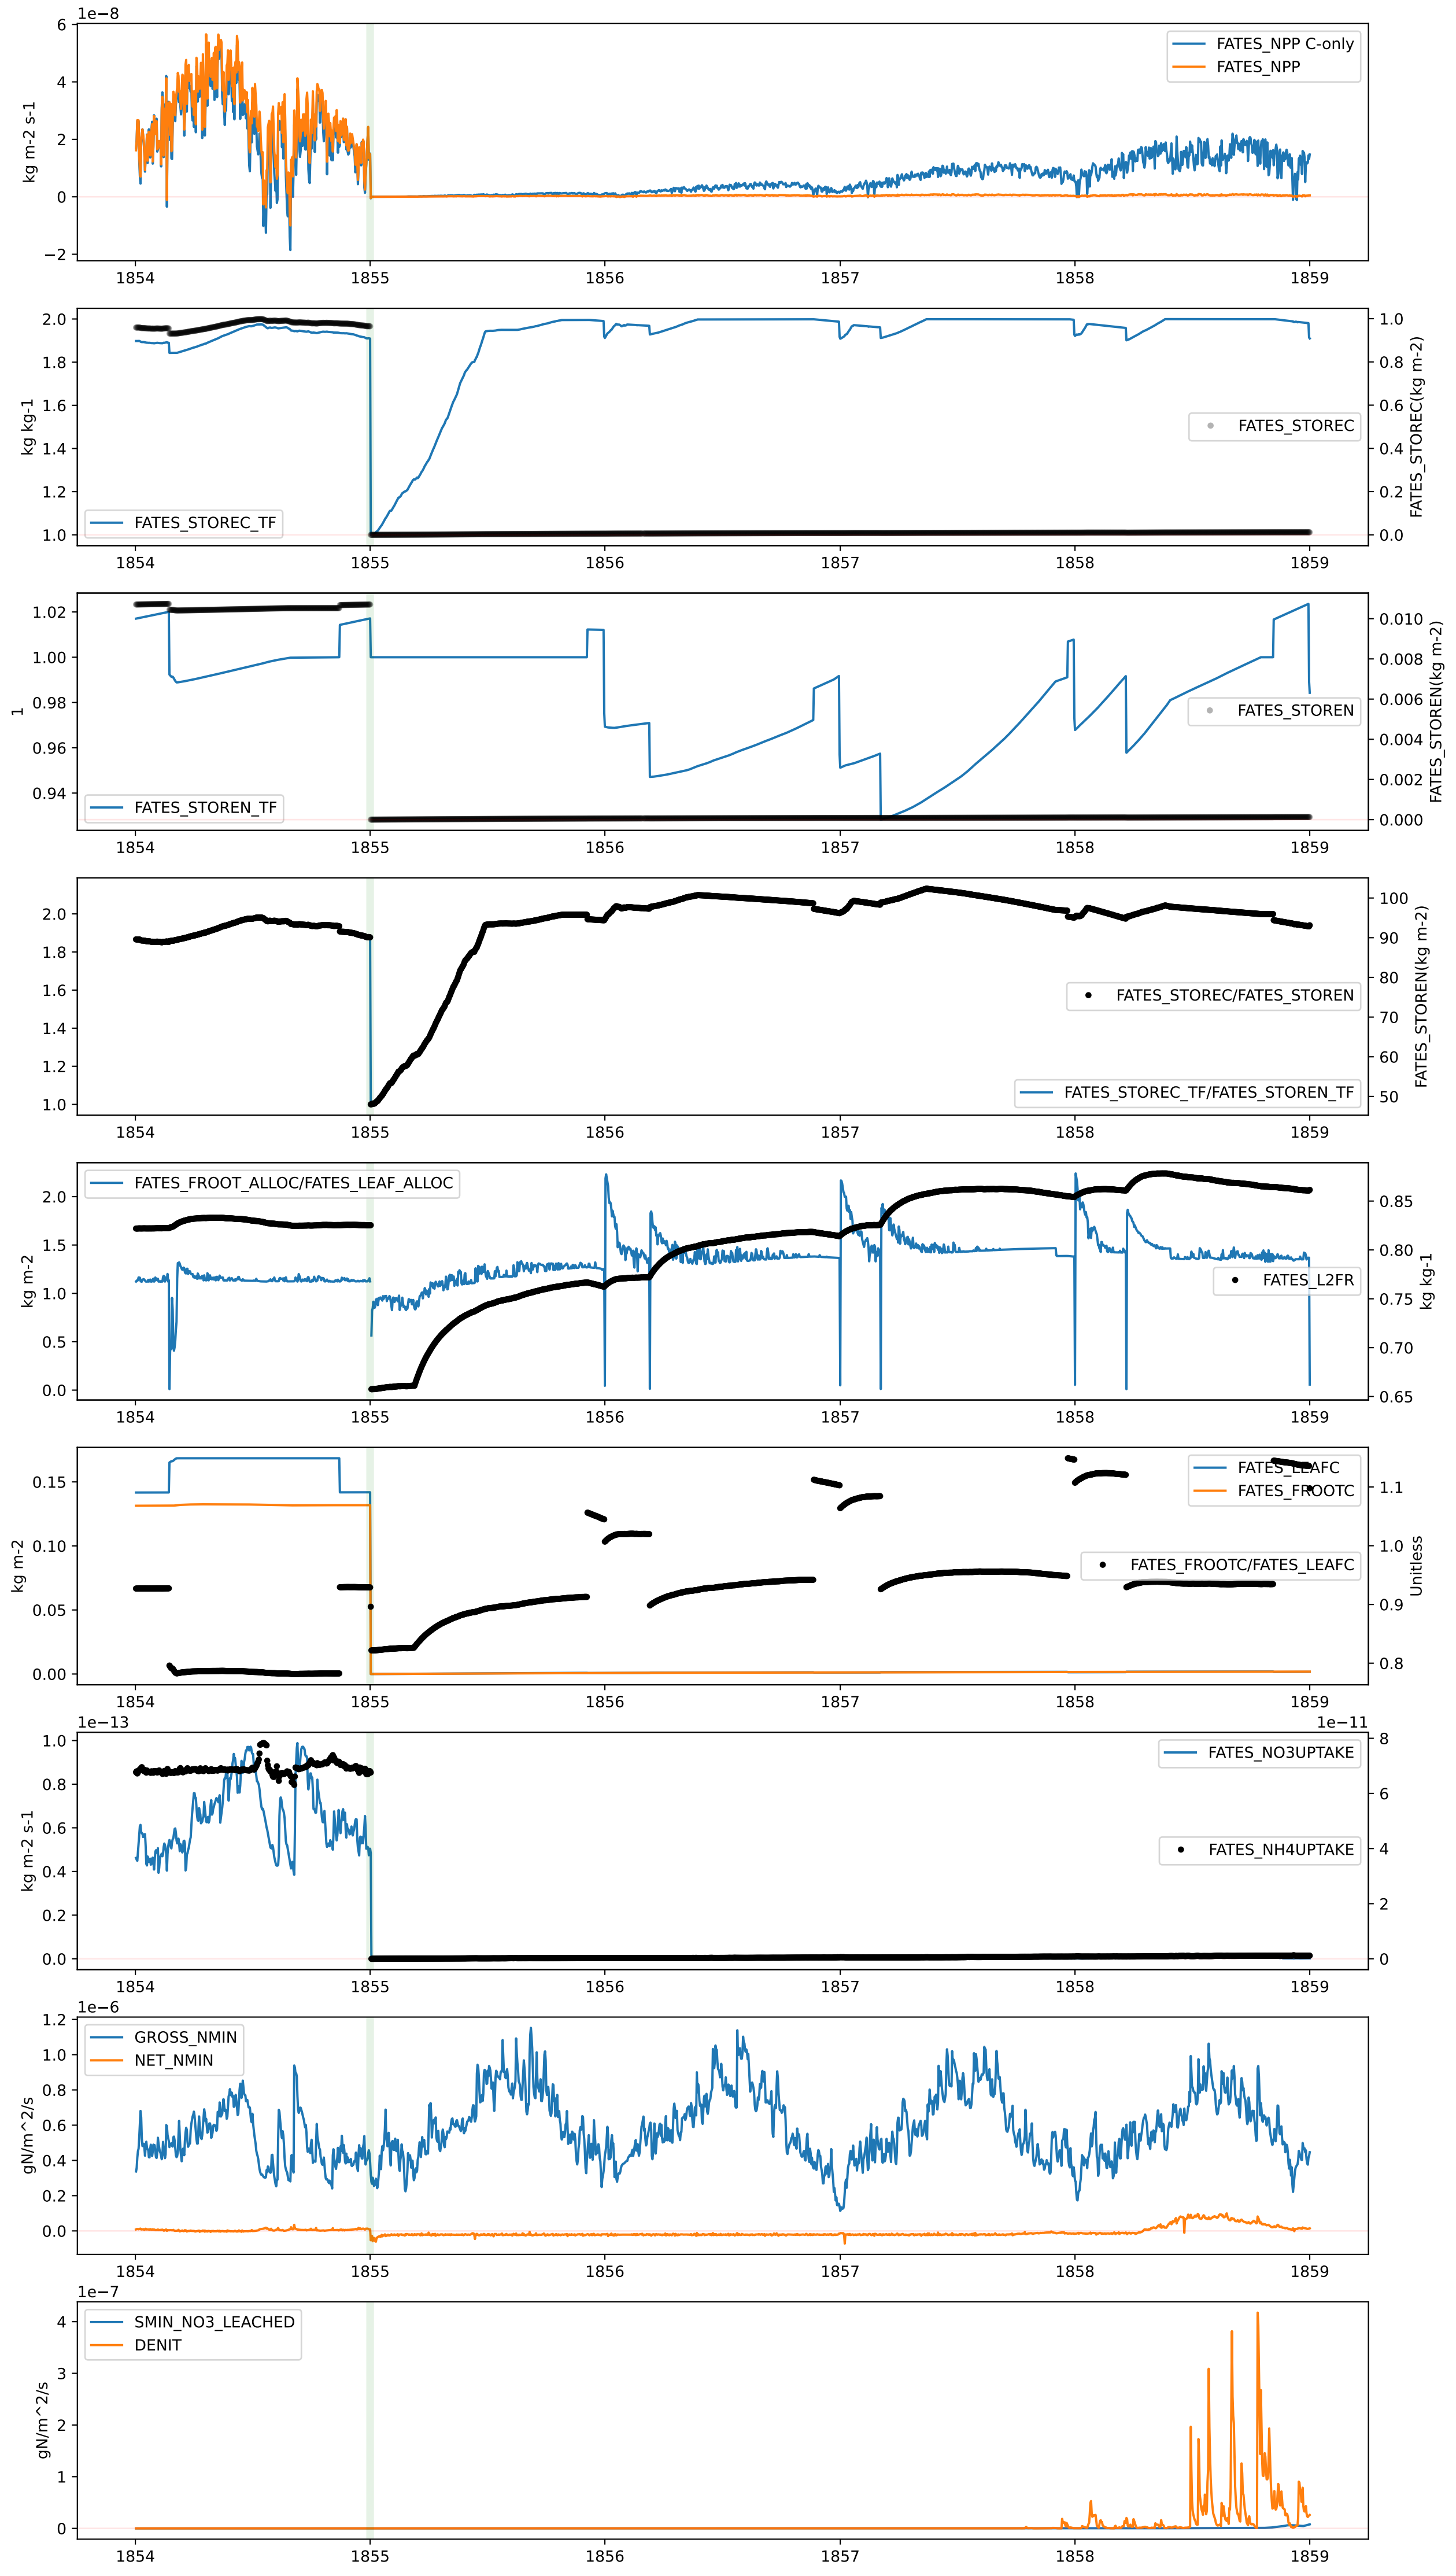 1e−8
6
4
2
0
−2
kg m-2 s-1
FATES_NPP C-only
FATES_NPP
1854 1855 1856 1857 1858 1859
2.0
1.8
1.6
1.4
1.2
1.0
kg kg-1
FATES_STOREC_TF
FATES_STOREC
1.0
0.8
0.6
0.4
0.2
0.0
FATES_STOREC(kg m-2)
1854 1855 1856 1857 1858 1859
1.02
1.00
0.98
0.96
0.94
1
FATES_STOREN_TF
FATES_STOREN
0.010
0.008
0.006
0.004
0.002
0.000
FATES_STOREN(kg m-2)
1854 1855 1856 1857 1858 1859
2.0
1.8
1.6
1.4
1.2
1.0
FATES_STOREC/FATES_STOREN
FATES_STOREC_TF/FATES_STOREN_TF
100
90
80
70
60
50
FATES_STOREN(kg m-2)
1854 1855 1856 1857 1858 1859
2.0
1.5
1.0
0.5
0.0
kg m-2
FATES_FROOT_ALLOC/FATES_LEAF_ALLOC
FATES_L2FR
0.85
0.80
0.75
0.70
0.65
kg kg-1
1854 1855 1856 1857 1858 1859
0.15
0.10
0.05
0.00
kg m-2
FATES_LEAFC
FATES_FROOTC
FATES_FROOTC/FATES_LEAFC
1.1
1.0
0.9
0.8
Unitless
1854 1855 1856 1857 1858 1859
1e−13
1e−11
1.0
0.8
0.6
0.4
0.2
0.0
kg m-2 s-1
FATES_NO3UPTAKE
FATES_NH4UPTAKE
8
6
4
2
0
1854 1855 1856 1857 1858 1859
1e−6
1.2
1.0
0.8
0.6
0.4
0.2
0.0
gN/m^2/s
GROSS_NMIN
NET_NMIN
1854 1855 1856 1857 1858 1859
1e−7
4
3
2
1
0
gN/m^2/s
SMIN_NO3_LEACHED
DENIT
1854 1855 1856 1857 1858 1859